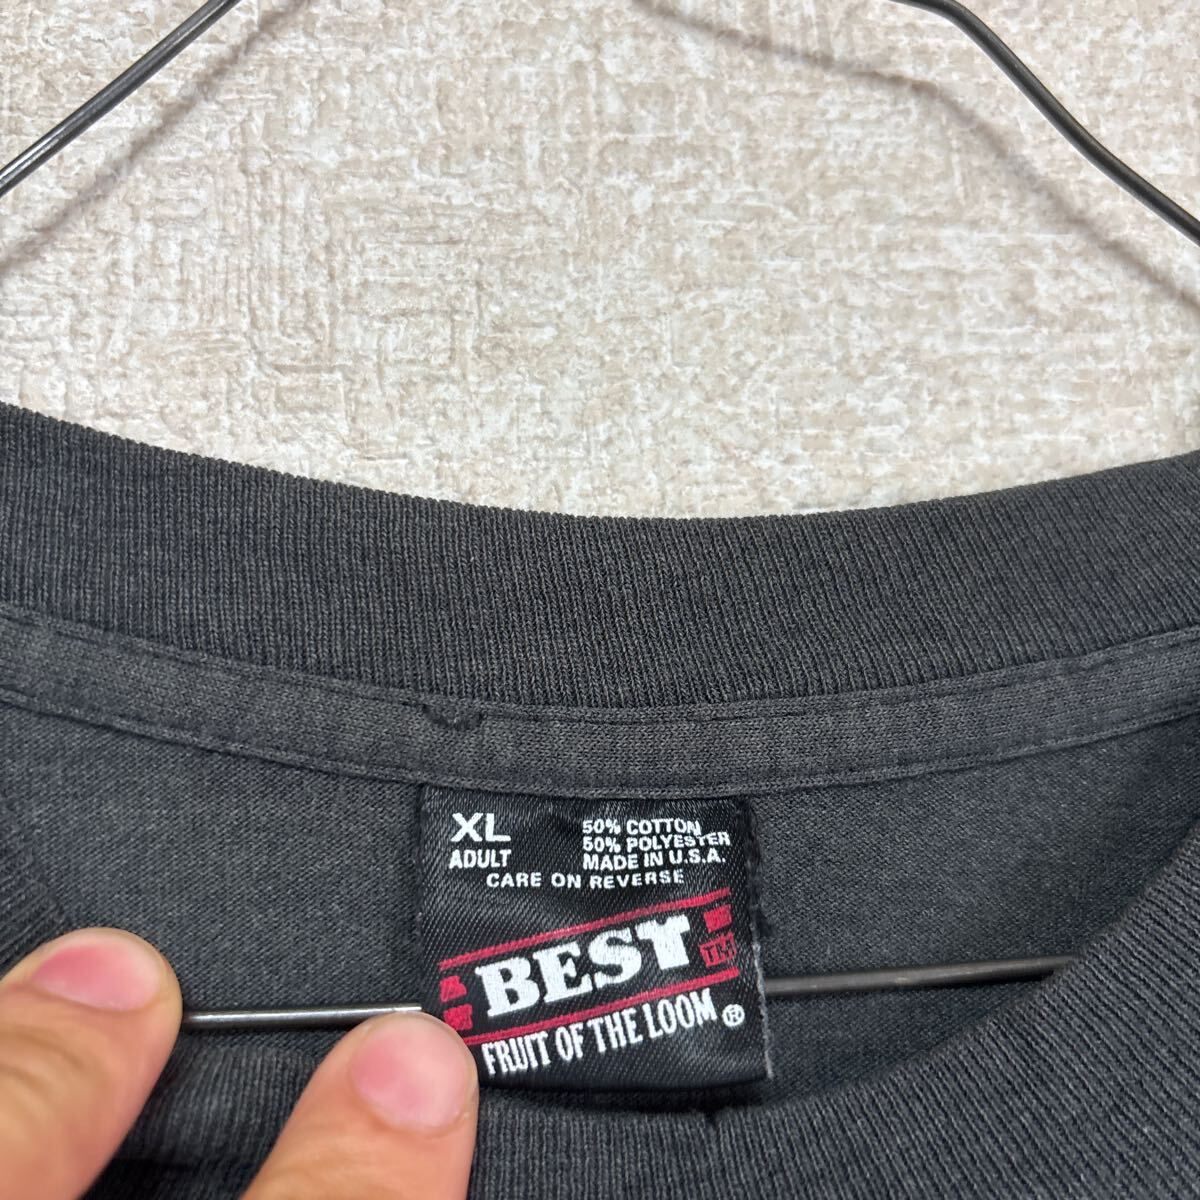 XL
ADULT
50% COTTON
50% POLYESTER
MADE IN U.S.A.
CARE ON REVERSE
BEST TM
FRUIT OF THE LOOM ®